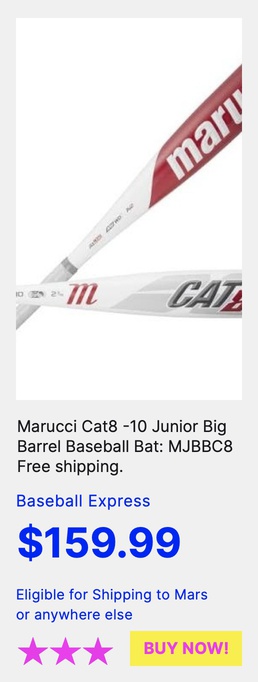 maru
m
CAT8
Marucci Cat8 -10 Junior Big
Barrel Baseball Bat: MJBBC8
Free shipping.
Baseball Express
$159.99
Eligible for Shipping to Mars
or anywhere else
BUY NOW!